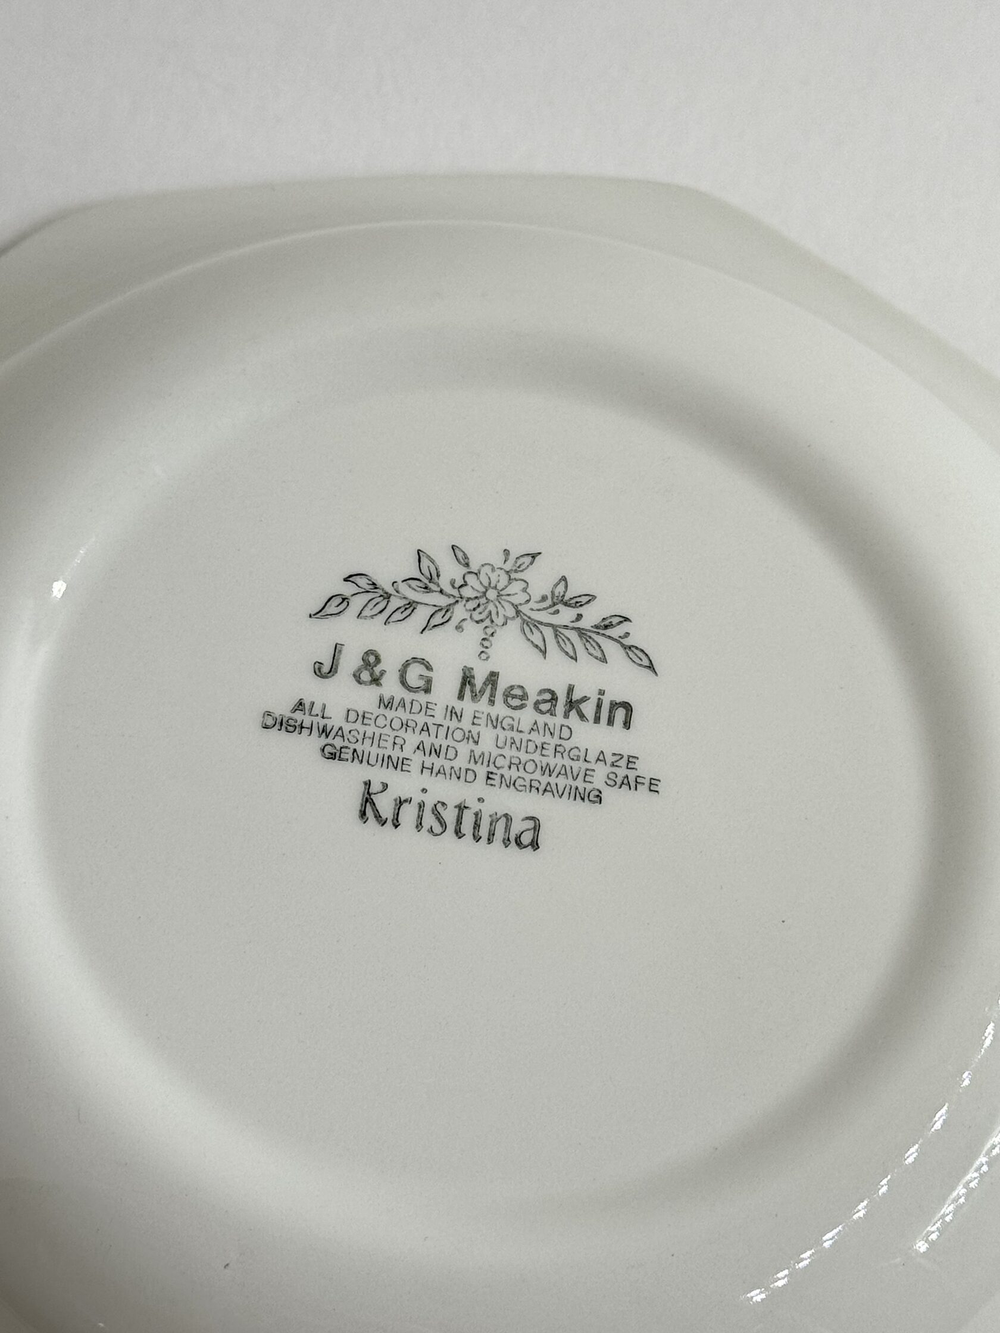 J & G Meakin
MADE IN ENGLAND
ALL DECORATION UNDERGLAZE
DISHWASHER AND MICROWAVE SAFE
GENUINE HAND ENGRAVING
Kristina